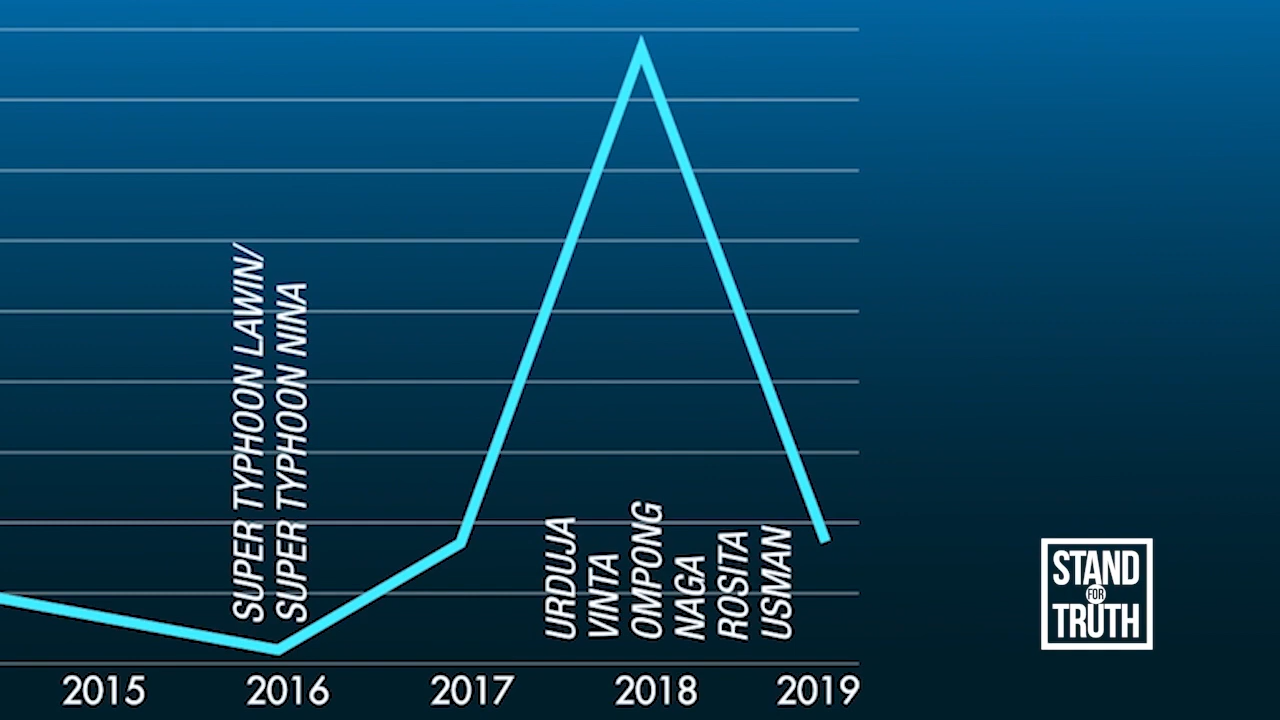 SUPER TYPHOON LAWIN/
SUPER TYPHOON NINA
URDUJA
VINTA
OMPONG
NAGA
ROSITA
USMAN
2015 2016 2017 2018 2019
STAND
FOR
TRUTH